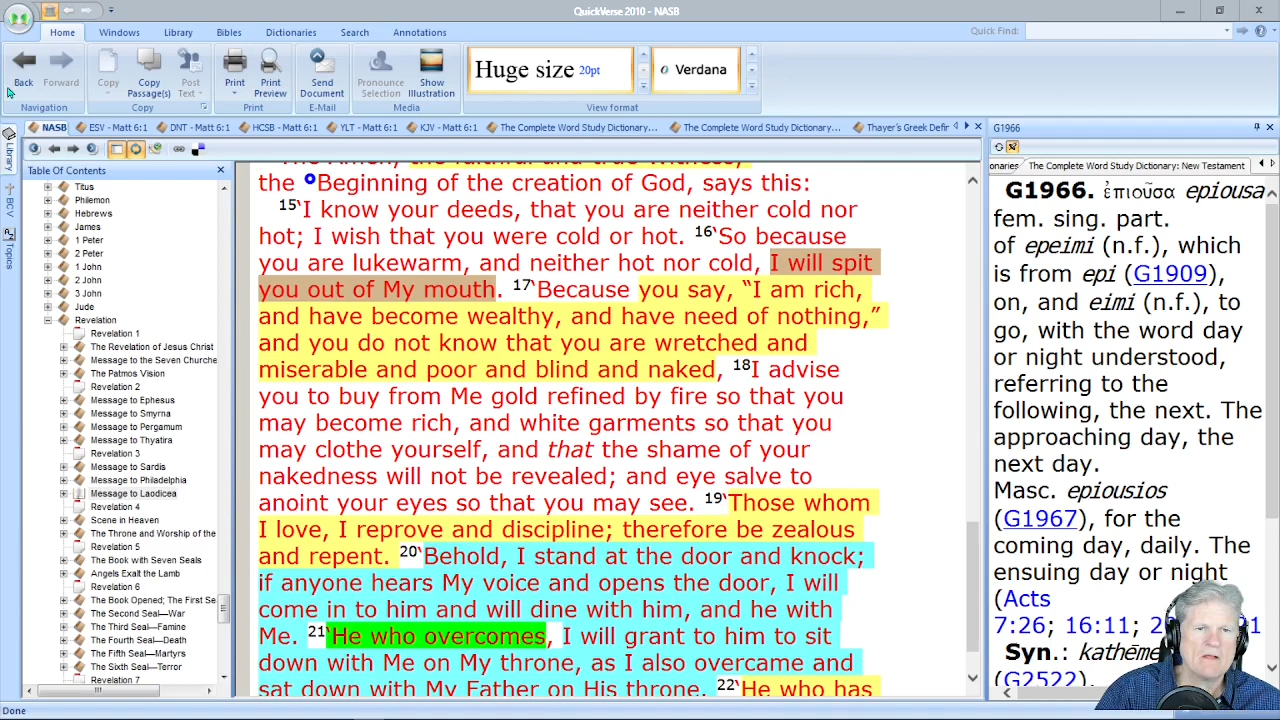 QuickVerse 2010 - NASB
Home Windows Library Bibles Dictionaries Search Annotations Quick Find:
Back Forward Copy Copy Passage(s) Post Text Print Print Preview Send Document Pronounce Selection Show Illustration Huge size 20pt Verdana
Navigation Copy Print E-Mail Media View format
NASB ESV - Matt 6:1 DNT - Matt 6:1 HCSB - Matt 6:1 YLT - Matt 6:1 KJV - Matt 6:1 The Complete Word Study Dictionary... The Complete Word Study Dictionary... Thayer's Greek Defir
Library
BCV
Topics
Table Of Contents
Titus
Philemon
Hebrews
James
1 Peter
2 Peter
1 John
2 John
3 John
Jude
Revelation
Revelation 1
The Revelation of Jesus Christ
Message to the Seven Churche
The Patmos Vision
Revelation 2
Message to Ephesus
Message to Smyrna
Message to Pergamum
Message to Thyatira
Revelation 3
Message to Sardis
Message to Philadelphia
Message to Laodicea
Revelation 4
Scene in Heaven
The Throne and Worship of the
Revelation 5
The Book with Seven Seals
Angels Exalt the Lamb
Revelation 6
The Book Opened; The First Se
The Second Seal—War
The Third Seal—Famine
The Fourth Seal—Death
The Fifth Seal—Martyrs
The Sixth Seal—Terror
Revelation 7
The Amen, the faithful and true Witness,
the Beginning of the creation of God, says this:
15‘I know your deeds, that you are neither cold nor
hot; I wish that you were cold or hot. 16‘So because
you are lukewarm, and neither hot nor cold, I will spit
you out of My mouth. 17‘Because you say, “I am rich,
and have become wealthy, and have need of nothing,”
and you do not know that you are wretched and
miserable and poor and blind and naked, 18I advise
you to buy from Me gold refined by fire so that you
may become rich, and white garments so that you
may clothe yourself, and that the shame of your
nakedness will not be revealed; and eye salve to
anoint your eyes so that you may see. 19‘Those whom
I love, I reprove and discipline; therefore be zealous
and repent. 20‘Behold, I stand at the door and knock;
if anyone hears My voice and opens the door, I will
come in to him and will dine with him, and he with
Me. 21‘He who overcomes, I will grant to him to sit
down with Me on My throne, as I also overcame and
sat down with My Father on His throne. 22‘He who has
G1966
onaries The Complete Word Study Dictionary: New Testament
G1966. ἐπιοῦσα epiousa
fem. sing. part.
of epeimi (n.f.), which
is from epi (G1909),
on, and eimi (n.f.), to
go, with the word day
or night understood,
referring to the
following, the next. The
approaching day, the
next day.
Masc. epiousios
(G1967), for the
coming day, daily. The
ensuing day or night
(Acts
7:26; 16:11;
Syn.: kathēme
(G2522),
Done